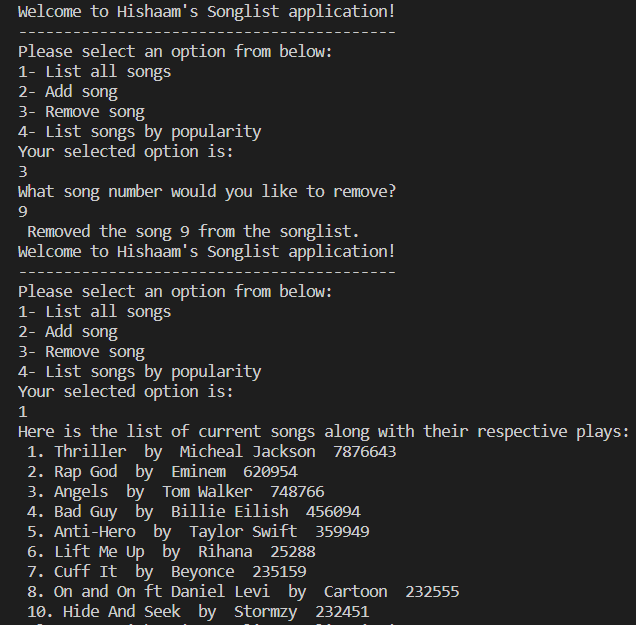 Welcome to Hishaam's Songlist application!
------------------------------------------
Please select an option from below:
1- List all songs
2- Add song
3- Remove song
4- List songs by popularity
Your selected option is:
3
What song number would you like to remove?
9
Removed the song 9 from the songlist.
Welcome to Hishaam's Songlist application!
------------------------------------------
Please select an option from below:
1- List all songs
2- Add song
3- Remove song
4- List songs by popularity
Your selected option is:
1
Here is the list of current songs along with their respective plays:
1. Thriller  by  Micheal Jackson  7876643
2. Rap God  by  Eminem  620954
3. Angels  by  Tom Walker  748766
4. Bad Guy  by  Billie Eilish  456094
5. Anti-Hero  by  Taylor Swift  359949
6. Lift Me Up  by  Rihana  25288
7. Cuff It  by  Beyonce  235159
8. On and On ft Daniel Levi  by  Cartoon  232555
10. Hide And Seek  by  Stormzy  232451